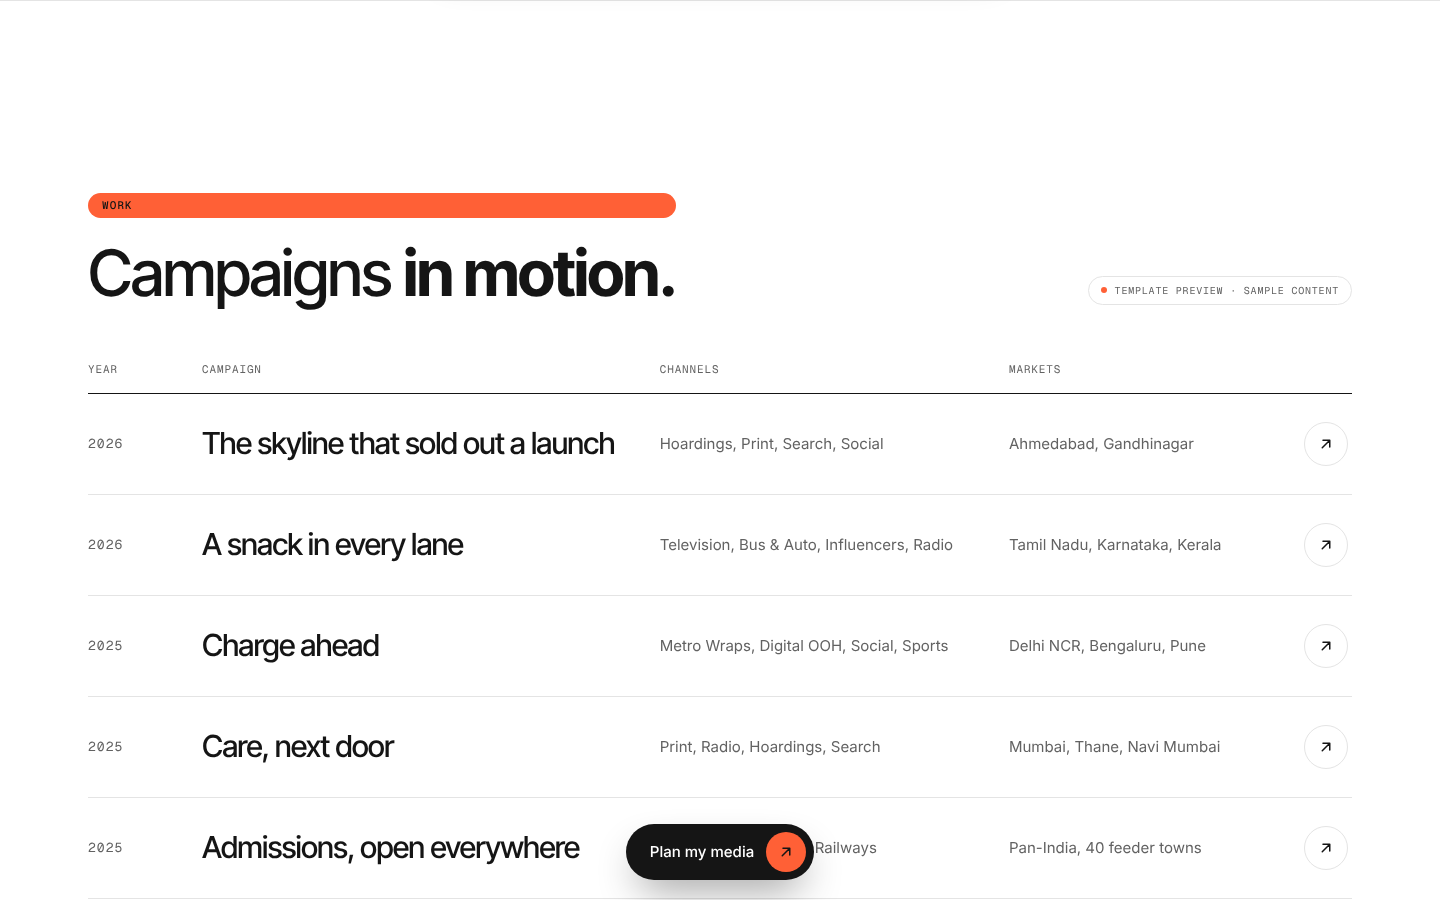 WORK
Campaigns in motion.
TEMPLATE PREVIEW · SAMPLE CONTENT
YEAR CAMPAIGN CHANNELS MARKETS
2026 The skyline that sold out a launch Hoardings, Print, Search, Social Ahmedabad, Gandhinagar
2026 A snack in every lane Television, Bus & Auto, Influencers, Radio Tamil Nadu, Karnataka, Kerala
2025 Charge ahead Metro Wraps, Digital OOH, Social, Sports Delhi NCR, Bengaluru, Pune
2025 Care, next door Print, Radio, Hoardings, Search Mumbai, Thane, Navi Mumbai
2025 Admissions, open everywhere Railways Pan-India, 40 feeder towns
Plan my media